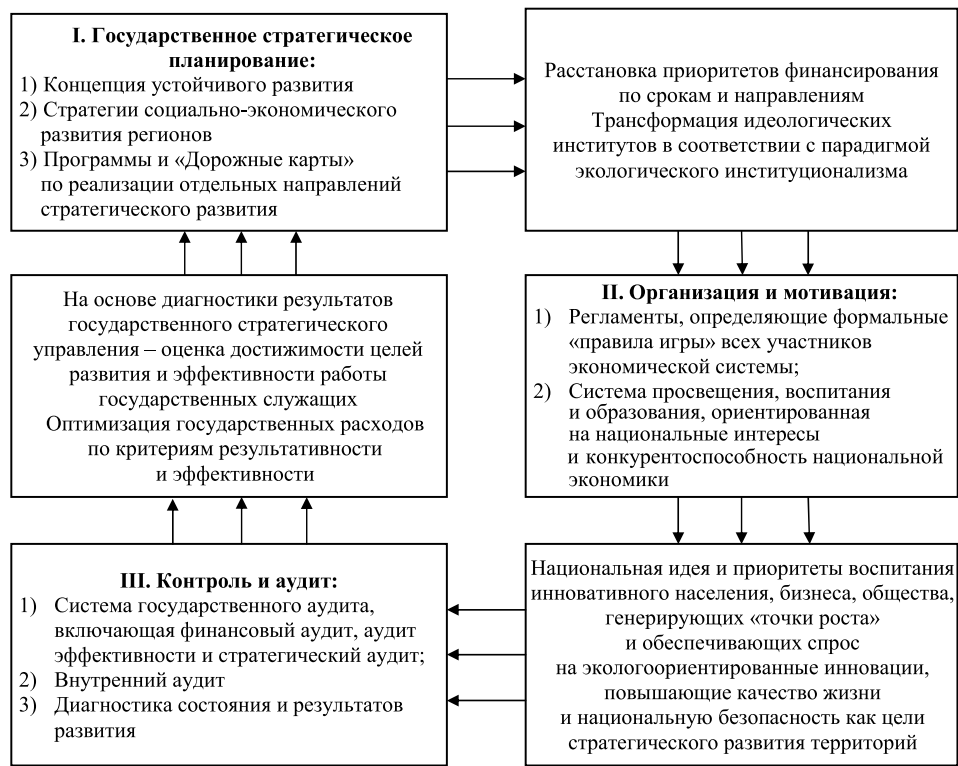 I. Государственное стратегическое
планирование:
1) Концепция устойчивого развития
2) Стратегии социально-экономического
развития регионов
3) Программы и «Дорожные карты»
по реализации отдельных направлений
стратегического развития
Расстановка приоритетов финансирования
по срокам и направлениям
Трансформация идеологических
институтов в соответствии с парадигмой
экологического институционализма
На основе диагностики результатов
государственного стратегического
управления – оценка достижимости целей
развития и эффективности работы
государственных служащих
Оптимизация государственных расходов
по критериям результативности
и эффективности
II. Организация и мотивация:
1) Регламенты, определяющие формальные
«правила игры» всех участников
экономической системы;
2) Система просвещения, воспитания
и образования, ориентированная
на национальные интересы
и конкурентоспособность национальной
экономики
III. Контроль и аудит:
1) Система государственного аудита,
включающая финансовый аудит, аудит
эффективности и стратегический аудит;
2) Внутренний аудит
3) Диагностика состояния и результатов
развития
Национальная идея и приоритеты воспитания
инновативного населения, бизнеса, общества,
генерирующих «точки роста»
и обеспечивающих спрос
на экологоориентированные инновации,
повышающие качество жизни
и национальную безопасность как цели
стратегического развития территорий